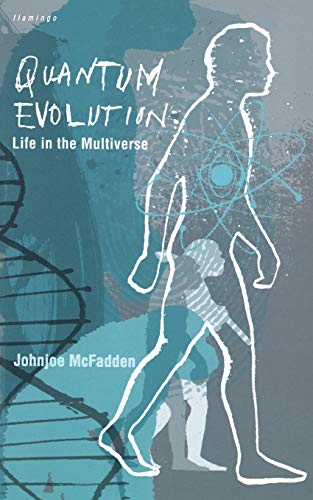 flamingo
QUANTUM
EVOLUTION:
Life in the Multiverse
Johnjoe McFadden